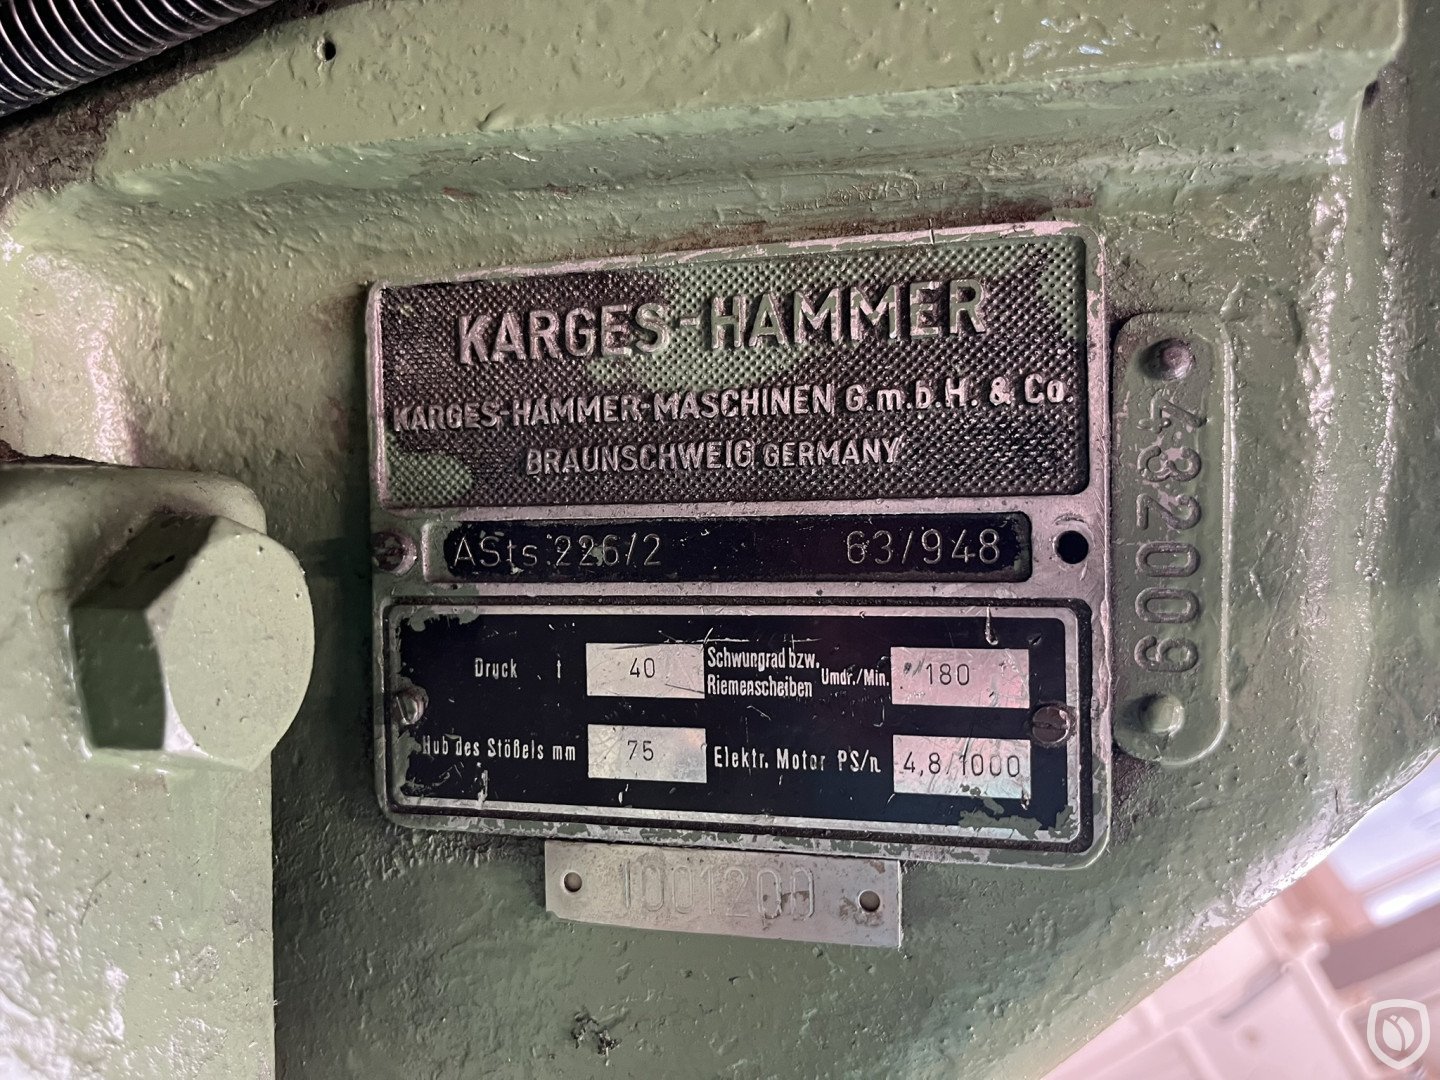 KARGES-HAMMER
KARGES-HAMMER-MASCHINEN G.m.b.H. & Co.
BRAUNSCHWEIG GERMANY
ASts 226/2 63/948
Druck t 40
Schwungrad bzw.
Riemenscheiben Umdr./Min. 180
Hub des Stößels mm 75
Elektr. Motor PS/n 4,8/1000
1001200
432009